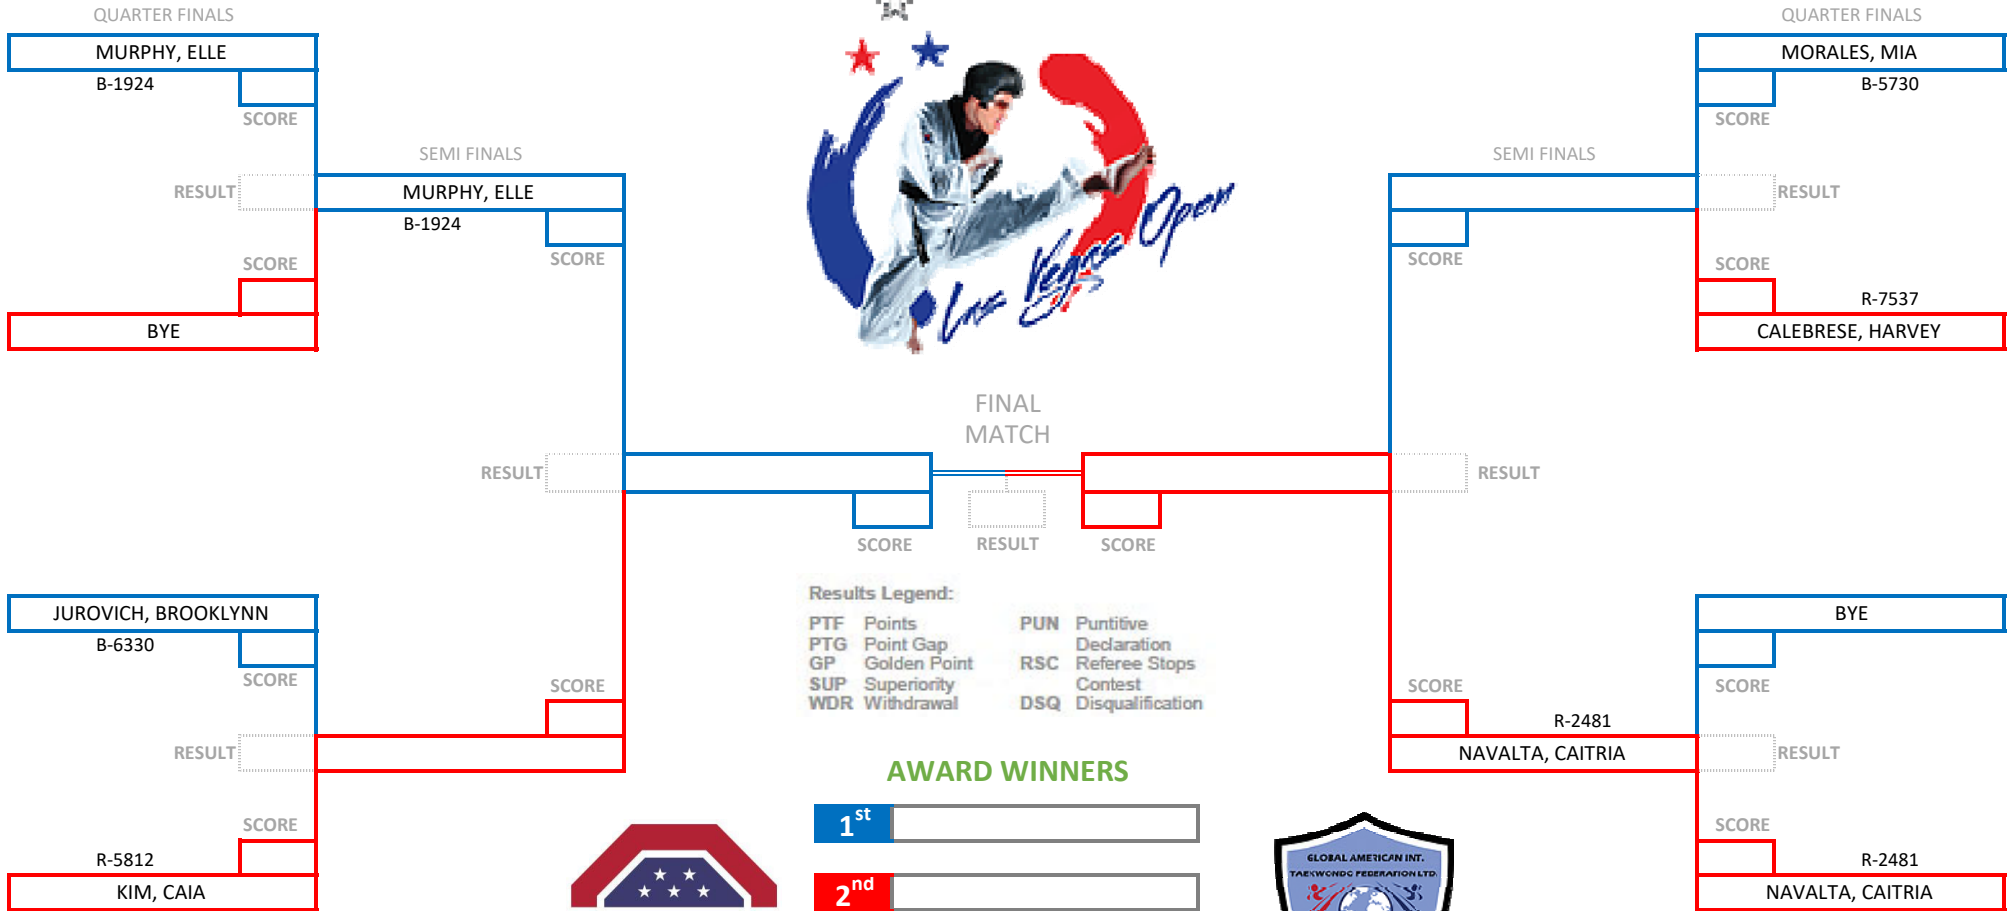 QUARTER FINALS
QUARTER FINALS
MURPHY, ELLE
MORALES, MIA
B-1924
B-5730
SCORE
SCORE
SEMI FINALS
SEMI FINALS
RESULT
MURPHY, ELLE
RESULT
B-1924
SCORE
SCORE
SCORE
SCORE
R-7537
BYE
CALEBRESE, HARVEY
Las Vegas Open
FINAL
MATCH
RESULT
RESULT
SCORE
RESULT
SCORE
Results Legend:
PTF Points
PTG Point Gap
GP Golden Point
SUP Superiority
WDR Withdrawal
PUN Puntitive
Declaration
RSC Referee Stops
Contest
DSQ Disqualification
JUROVICH, BROOKLYNN
BYE
B-6330
SCORE
SCORE
SCORE
SCORE
R-2481
RESULT
NAVALTA, CAITRIA
RESULT
SCORE
SCORE
R-5812
R-2481
KIM, CAIA
NAVALTA, CAITRIA
AWARD WINNERS
1st
2nd
GLOBAL AMERICAN INT.
TAEKWONDO FEDERATION LTD.